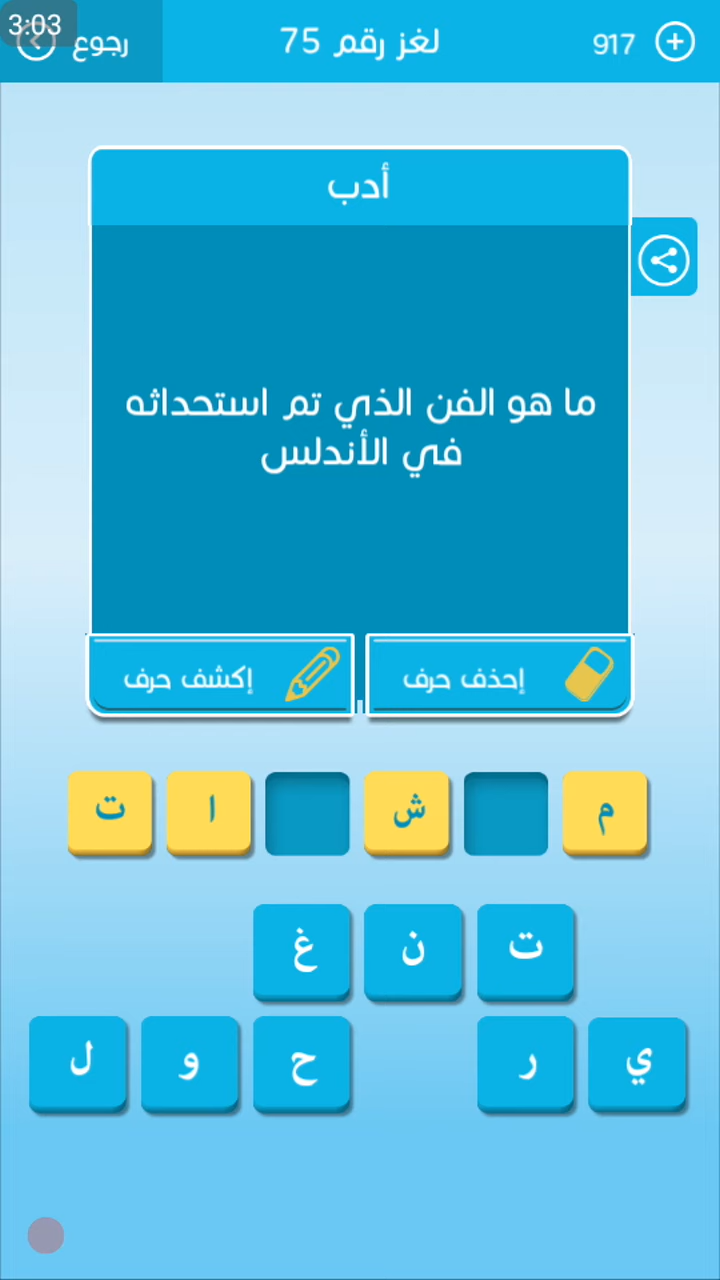 3:03
رجوع
لغز رقم 75
917
أدب
ما هو الفن الذي تم استحداثه
في الأندلس
إحذف حرف
إكشف حرف
م ش ا ت
ت ن غ
ي ر ح و ل